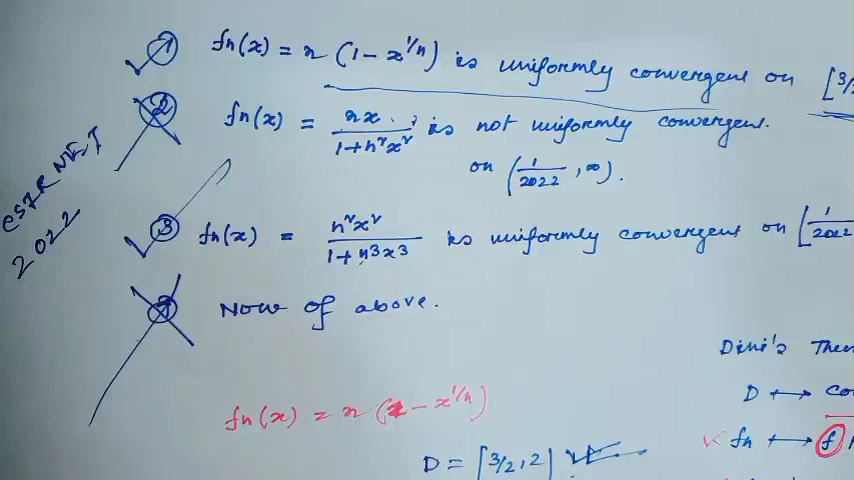 ① fn(x) = n (1 - x^1/n) is uniformly convergent on [3/2
② fn(x) = nx / 1+n²x² is not uniformly convergent.
on (1/2022, ∞).
③ fn(x) = n²x² / 1+n³x³ is uniformly convergent on [1/2022
④ None of above.
CSIR NET
2022
fn(x) = n ( - x^1/n)
D = [3/2, 2]
Dini's
D ↔
fn ↔ f